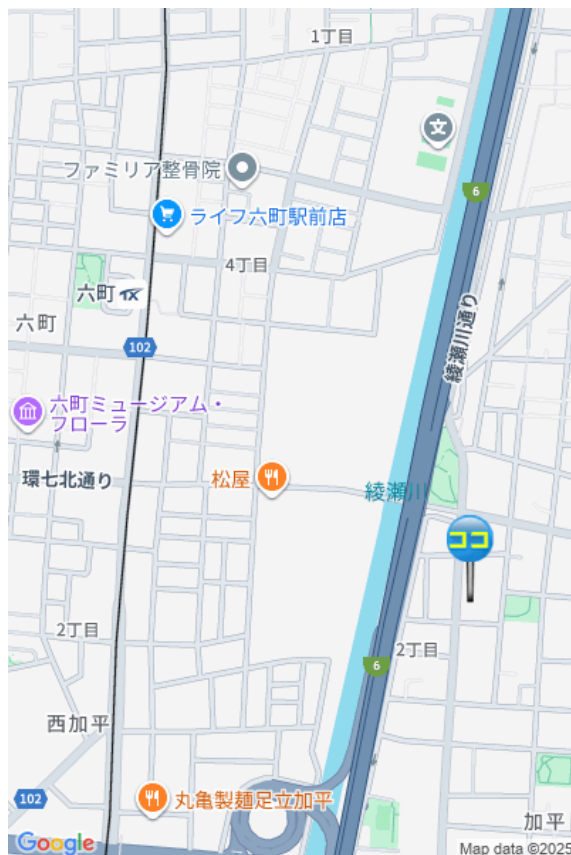 1丁目
文
ファミリア整骨院
6
ライフ六町駅前店
4丁目
六町 TX
六町
102
綾瀬川通り
六町ミュージアム・
フローラ
環七北通り
松屋
綾瀬川
ココ
2丁目
2丁目
6
西加平
102
丸亀製麺足立加平
加平
Google
Map data ©2025